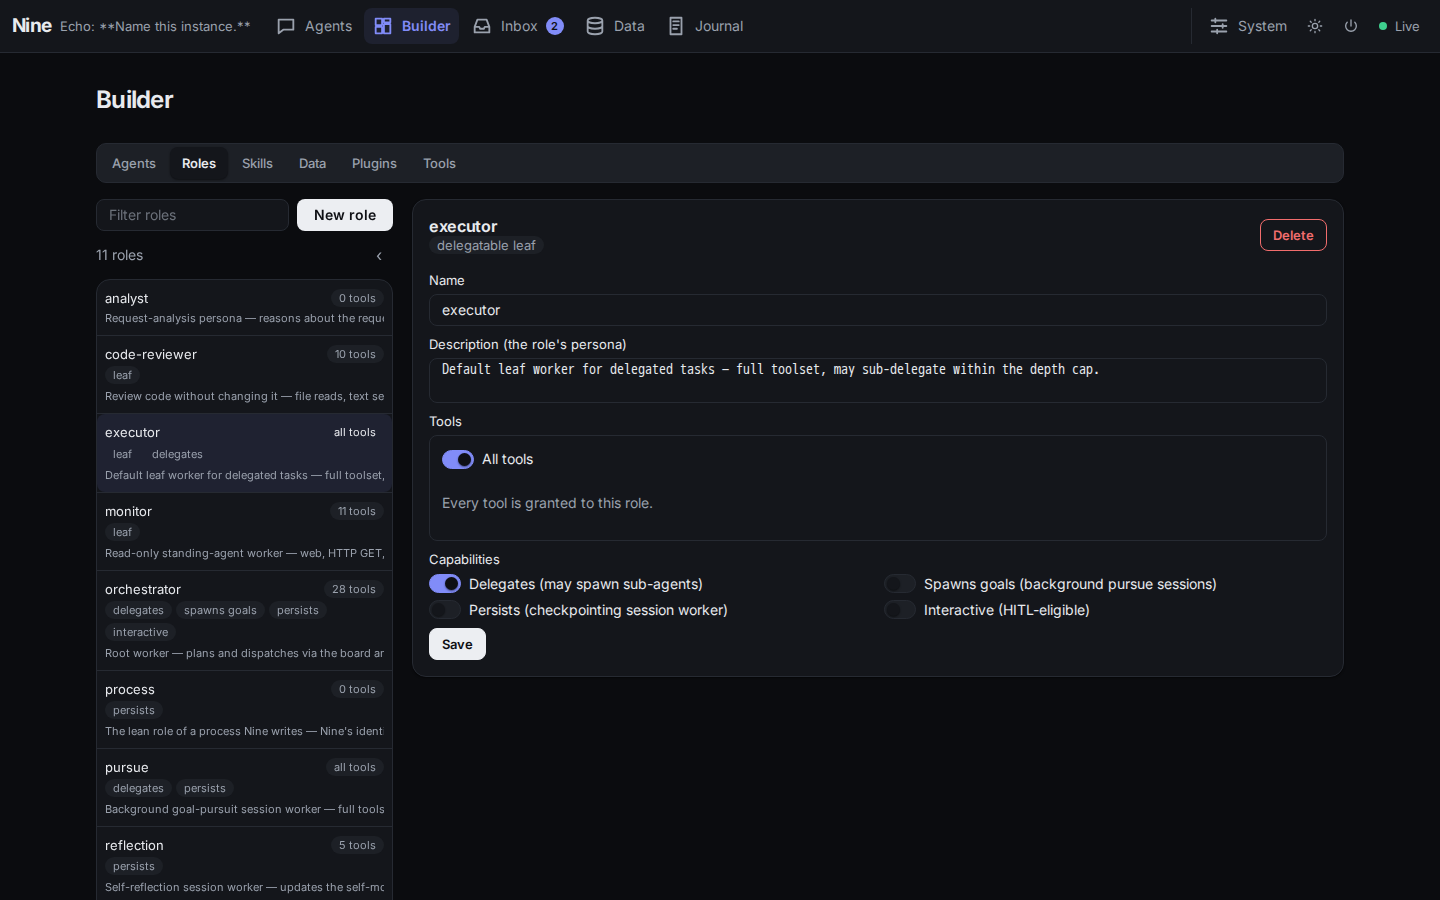 Nine Echo: **Name this instance.** Agents Builder Inbox 2 Data Journal System Live
Builder
Agents Roles Skills Data Plugins Tools
Filter roles New role
11 roles
analyst 0 tools
Request-analysis persona — reasons about the reque
code-reviewer 10 tools
leaf
Review code without changing it — file reads, text se
executor all tools
leaf delegates
Default leaf worker for delegated tasks — full toolset,
monitor 11 tools
leaf
Read-only standing-agent worker — web, HTTP GET,
orchestrator 28 tools
delegates spawns goals persists
interactive
Root worker — plans and dispatches via the board ar
process 0 tools
persists
The lean role of a process Nine writes — Nine's identi
pursue all tools
delegates persists
Background goal-pursuit session worker — full tools
reflection 5 tools
persists
Self-reflection session worker — updates the self-mo
executor
delegatable leaf
Delete
Name
executor
Description (the role's persona)
Default leaf worker for delegated tasks — full toolset, may sub-delegate within the depth cap.
Tools
All tools
Every tool is granted to this role.
Capabilities
Delegates (may spawn sub-agents) Spawns goals (background pursue sessions)
Persists (checkpointing session worker) Interactive (HITL-eligible)
Save